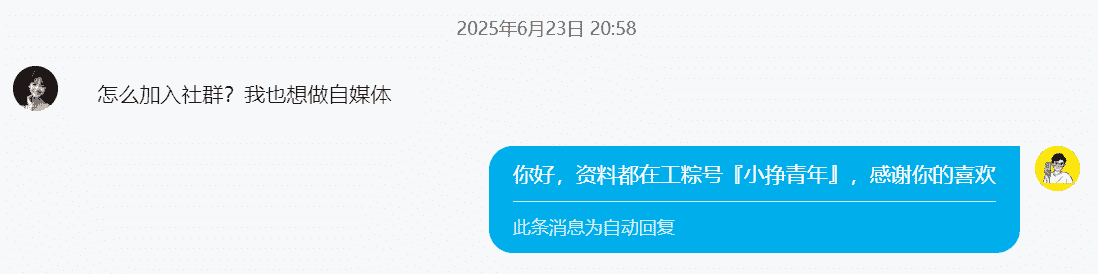 2025年6月23日 20:58
怎么加入社群？我也想做自媒体
你好，资料都在工粽号『小挣青年』，感谢你的喜欢
此条消息为自动回复